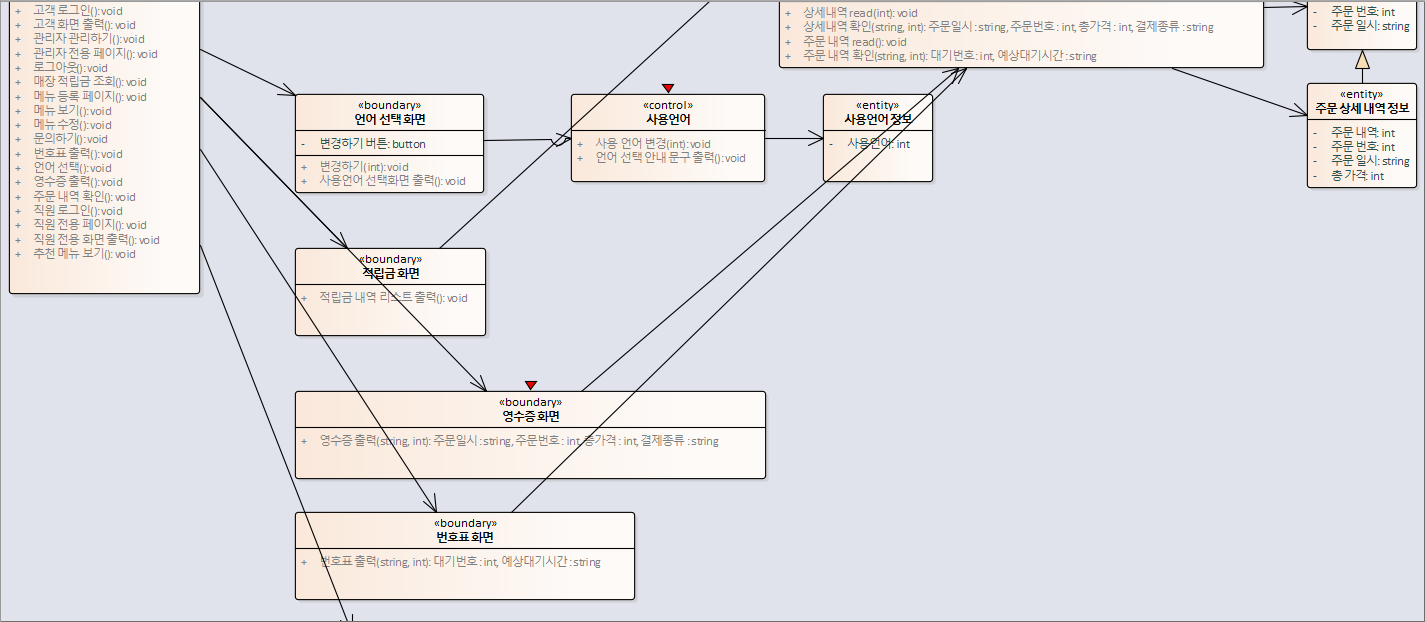 + 고객 로그인(): void
+ 고객 화면 출력(): void
+ 관리자 관리하기(): void
+ 관리자 전용 페이지(): void
+ 로그아웃(): void
+ 매장 적립금 조회(): void
+ 메뉴 등록 페이지(): void
+ 메뉴 보기(): void
+ 메뉴 수정(): void
+ 문의하기(): void
+ 번호표 출력(): void
+ 언어 선택(): void
+ 영수증 출력(): void
+ 주문 내역 확인(): void
+ 직원 로그인(): void
+ 직원 전용 페이지(): void
+ 직원 전용 화면 출력(): void
+ 추천 메뉴 보기(): void
+ 상세내역 read(int): void
+ 상세내역 확인(string, int): 주문일시 : string, 주문번호 : int, 총가격 : int, 결제종류 : string
+ 주문 내역 read(): void
+ 주문 내역 확인(string, int): 대기번호 : int, 예상대기시간 : string
- 주문 번호: int
- 주문 일시: string
«boundary»
언어 선택 화면
- 변경하기 버튼: button
+ 변경하기(int): void
+ 사용언어 선택화면 출력(): void
«control»
사용언어
+ 사용 언어 변경(int): void
+ 언어 선택 안내 문구 출력(): void
«entity»
사용언어 정보
- 사용언어: int
«entity»
주문 상세 내역 정보
- 주문 내역: int
- 주문 번호: int
- 주문 일시: string
- 총 가격: int
«boundary»
적립금 화면
+ 적립금 내역 리스트 출력(): void
«boundary»
영수증 화면
+ 영수증 출력(string, int): 주문일시 : string, 주문번호 : int, 총가격 : int, 결제종류 : string
«boundary»
번호표 화면
+ 번호표 출력(string, int): 대기번호 : int, 예상대기시간 : string